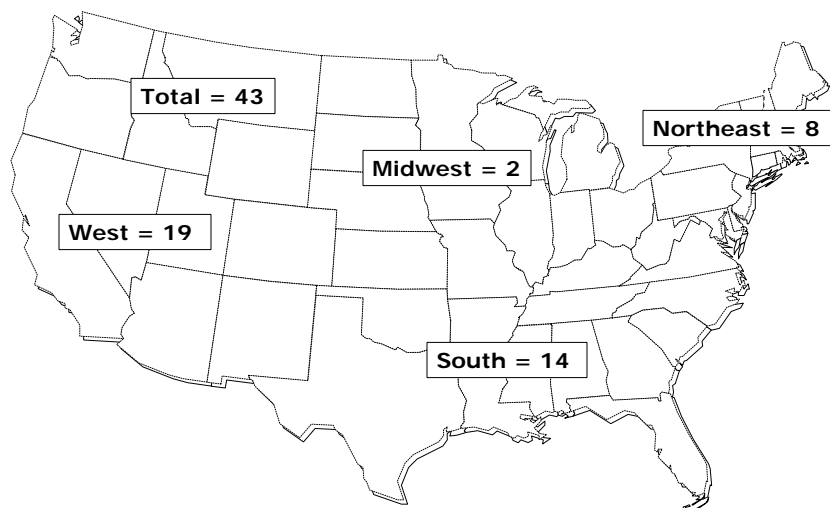 Total = 43
Northeast = 8
Midwest = 2
West = 19
South = 14